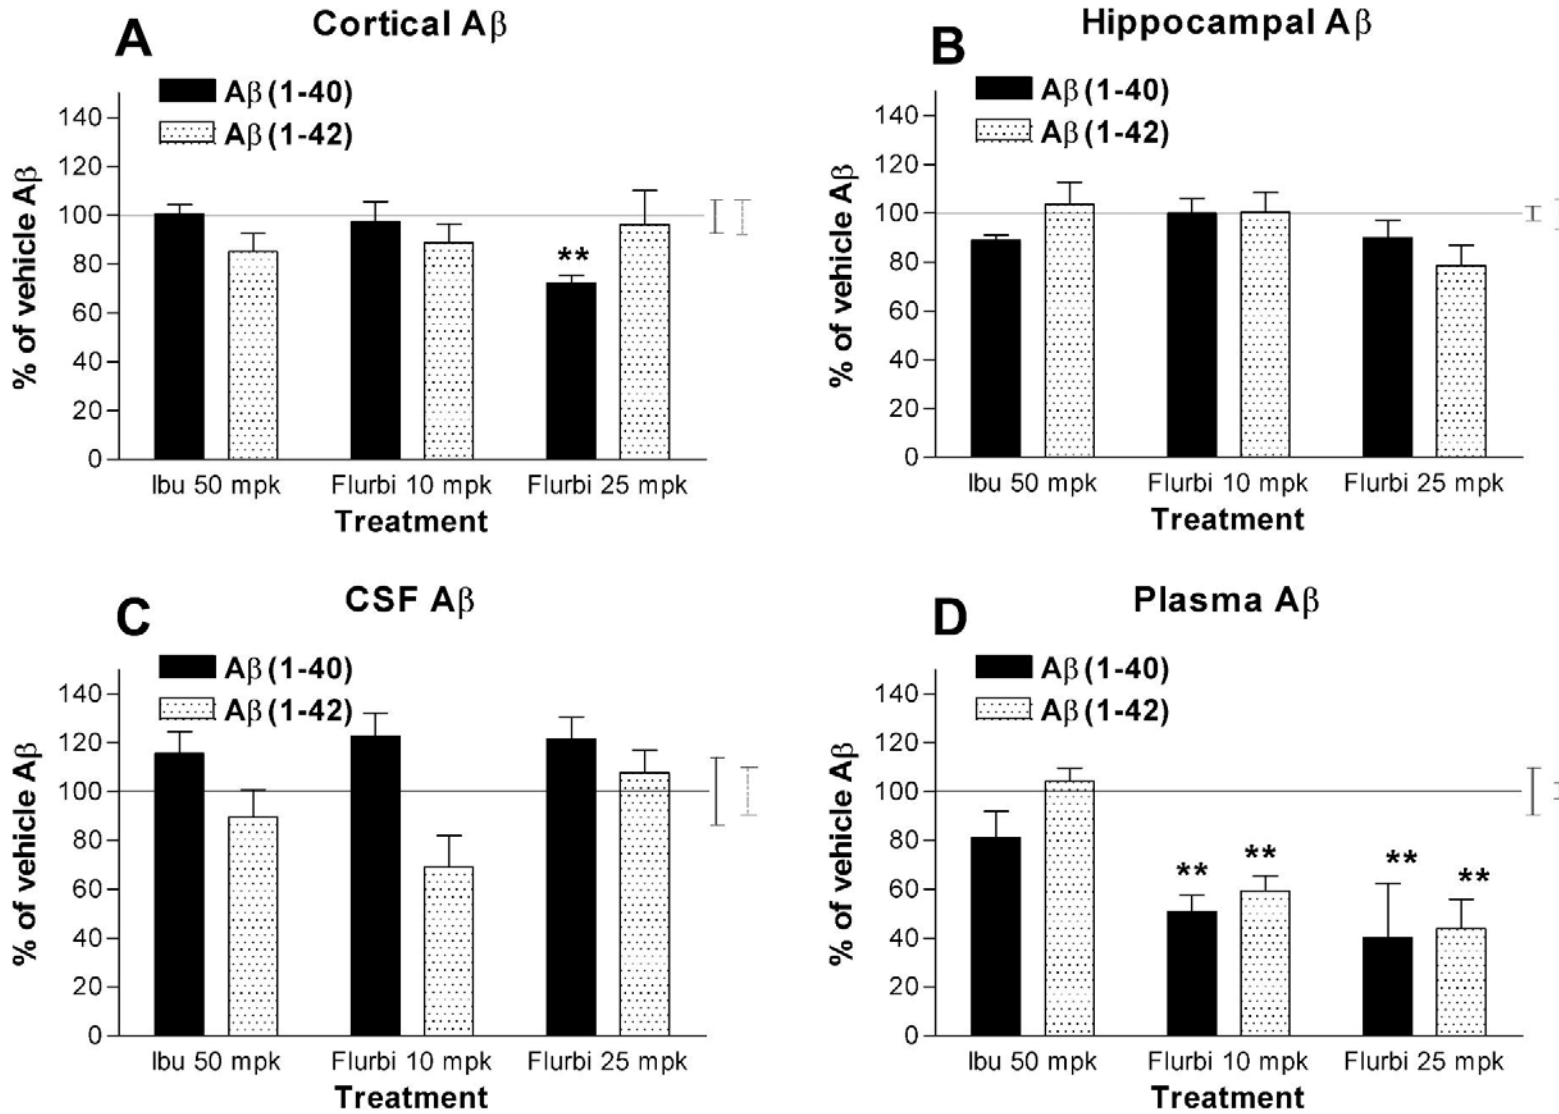 A
Cortical Aβ
Aβ (1-40)
Aβ (1-42)
% of vehicle Aβ
140
120
100
80
60
40
20
0
**
Ibu 50 mpk Flurbi 10 mpk Flurbi 25 mpk
Treatment
B
Hippocampal Aβ
Aβ (1-40)
Aβ (1-42)
% of vehicle Aβ
140
120
100
80
60
40
20
0
Ibu 50 mpk Flurbi 10 mpk Flurbi 25 mpk
Treatment
C
CSF Aβ
Aβ (1-40)
Aβ (1-42)
% of vehicle Aβ
140
120
100
80
60
40
20
0
Ibu 50 mpk Flurbi 10 mpk Flurbi 25 mpk
Treatment
D
Plasma Aβ
Aβ (1-40)
Aβ (1-42)
% of vehicle Aβ
140
120
100
80
60
40
20
0
** ** ** **
Ibu 50 mpk Flurbi 10 mpk Flurbi 25 mpk
Treatment